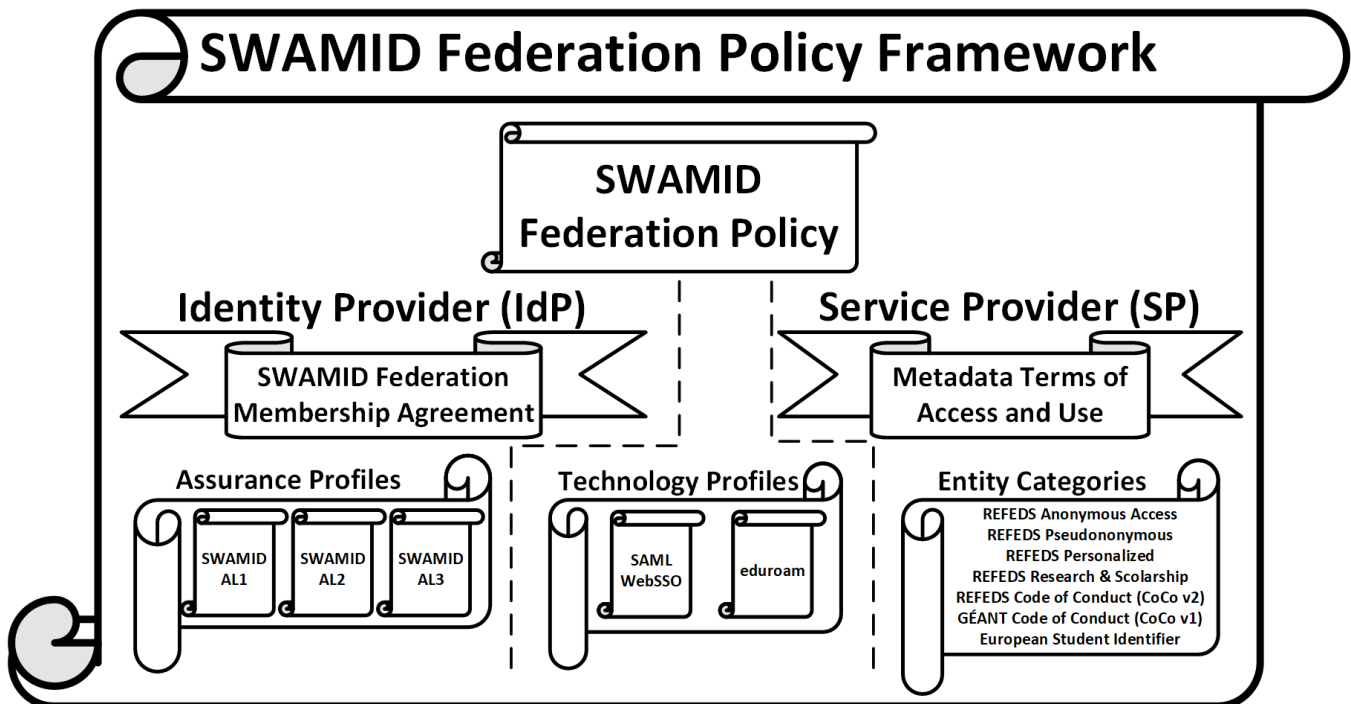 SWAMID Federation Policy Framework
SWAMID
Federation Policy
Identity Provider (IdP)
SWAMID Federation
Membership Agreement
Service Provider (SP)
Metadata Terms of
Access and Use
Assurance Profiles
SWAMID
AL1
SWAMID
AL2
SWAMID
AL3
Technology Profiles
SAML
WebSSO
eduroam
Entity Categories
REFEDS Anonymous Access
REFEDS Pseudononymous
REFEDS Personalized
REFEDS Research & Scolarship
REFEDS Code of Conduct (CoCo v2)
GÉANT Code of Conduct (CoCo v1)
European Student Identifier